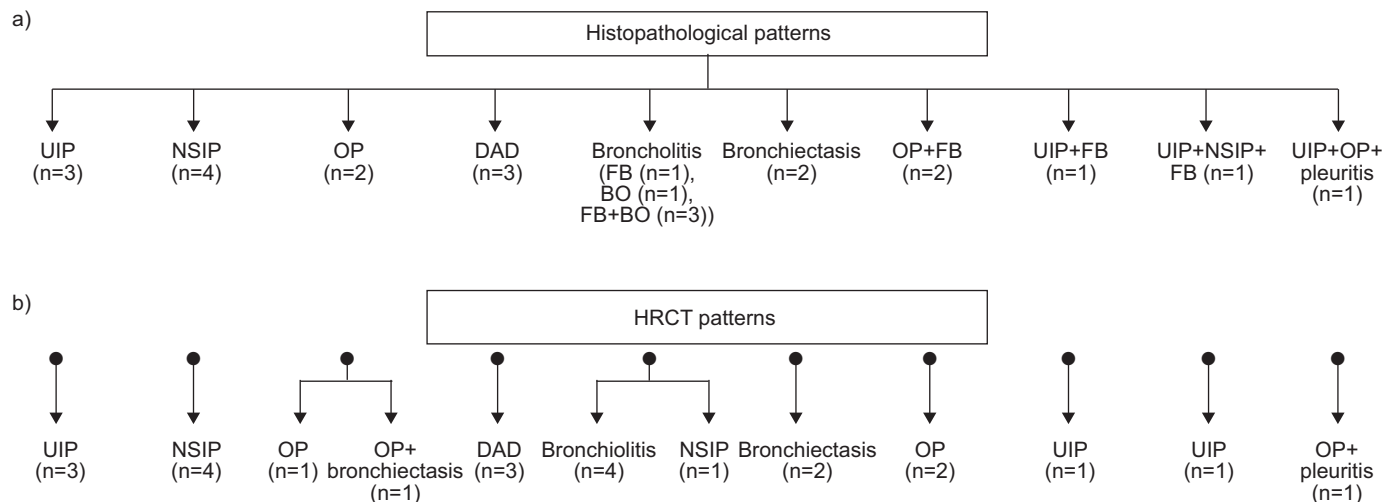 a)
Histopathological patterns
UIP
(n=3)
NSIP
(n=4)
OP
(n=2)
DAD
(n=3)
Broncholitis
(FB (n=1),
BO (n=1),
FB+BO (n=3))
Bronchiectasis
(n=2)
OP+FB
(n=2)
UIP+FB
(n=1)
UIP+NSIP+
FB (n=1)
UIP+OP+
pleuritis
(n=1)
b)
HRCT patterns
UIP
(n=3)
NSIP
(n=4)
OP
(n=1)
OP+
bronchiectasis
(n=1)
DAD
(n=3)
Bronchiolitis
(n=4)
NSIP
(n=1)
Bronchiectasis
(n=2)
OP
(n=2)
UIP
(n=1)
UIP
(n=1)
OP+
pleuritis
(n=1)